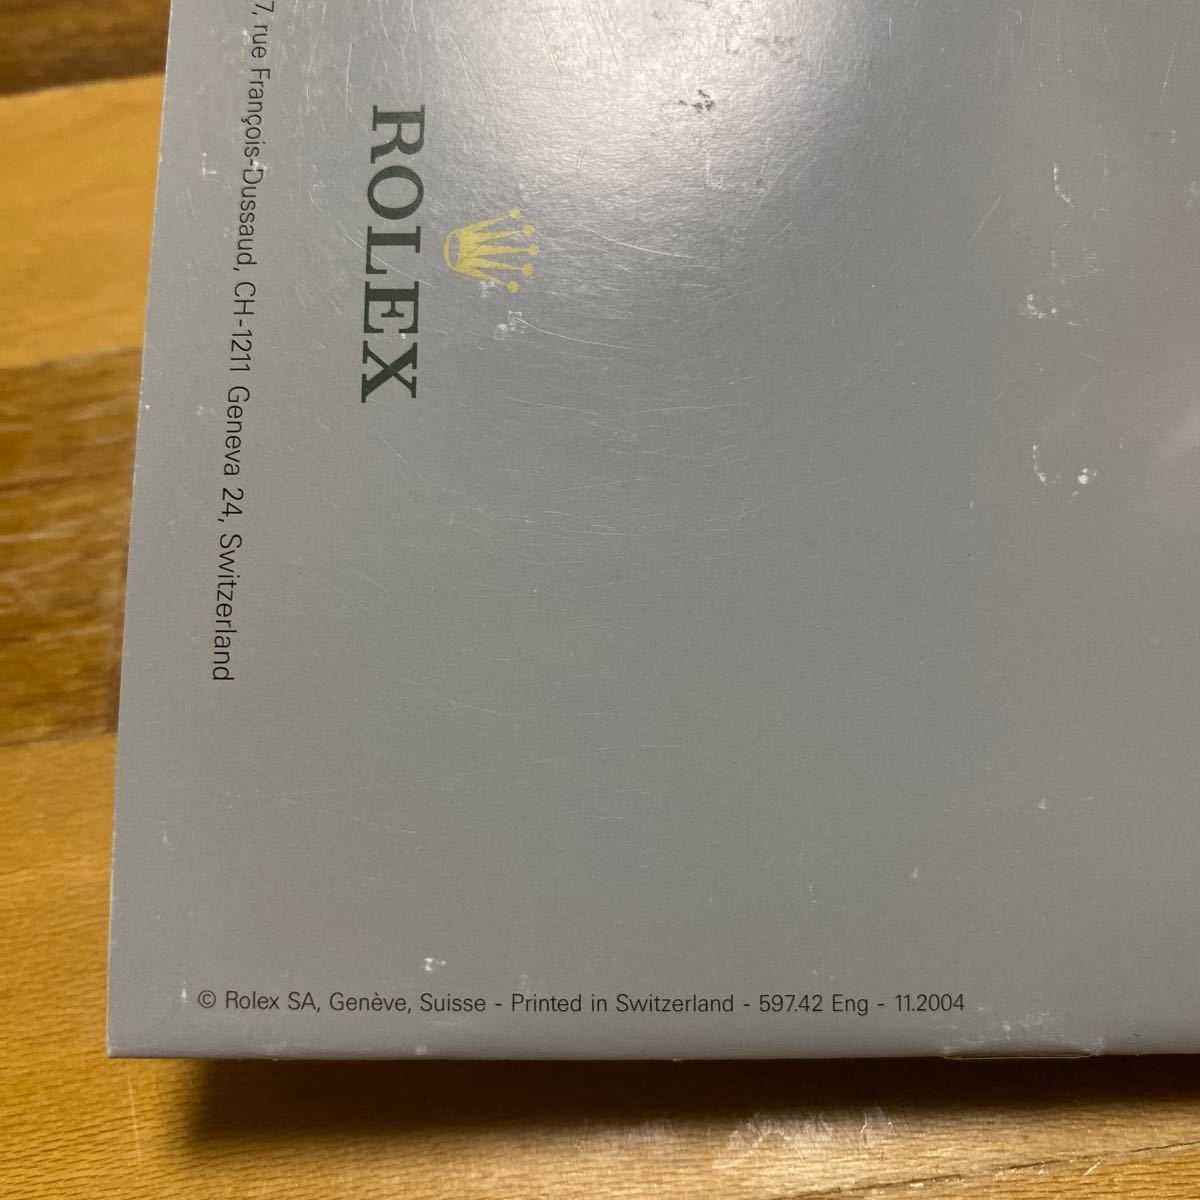 ROLEX
7, rue François-Dussaud, CH-1211 Geneva 24, Switzerland
© Rolex SA, Genève, Suisse - Printed in Switzerland - 597.42 Eng - 11.2004